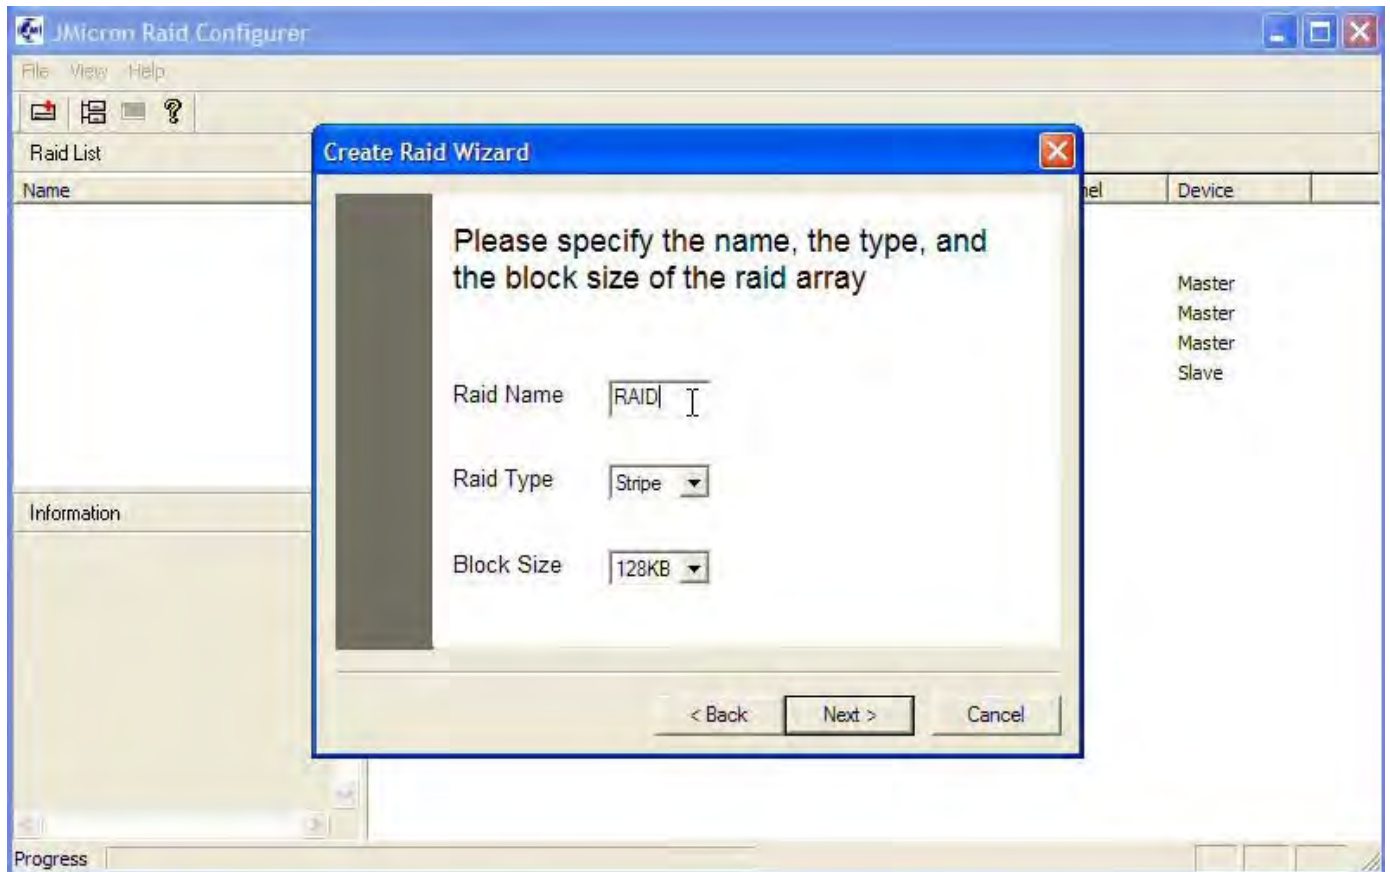 JMicron Raid Configurer
File View Help
Raid List
Name
Device
Master
Master
Master
Slave
Create Raid Wizard
Please specify the name, the type, and
the block size of the raid array
Raid Name RAID
Raid Type Stripe
Block Size 128KB
< Back Next > Cancel
Information
Progress